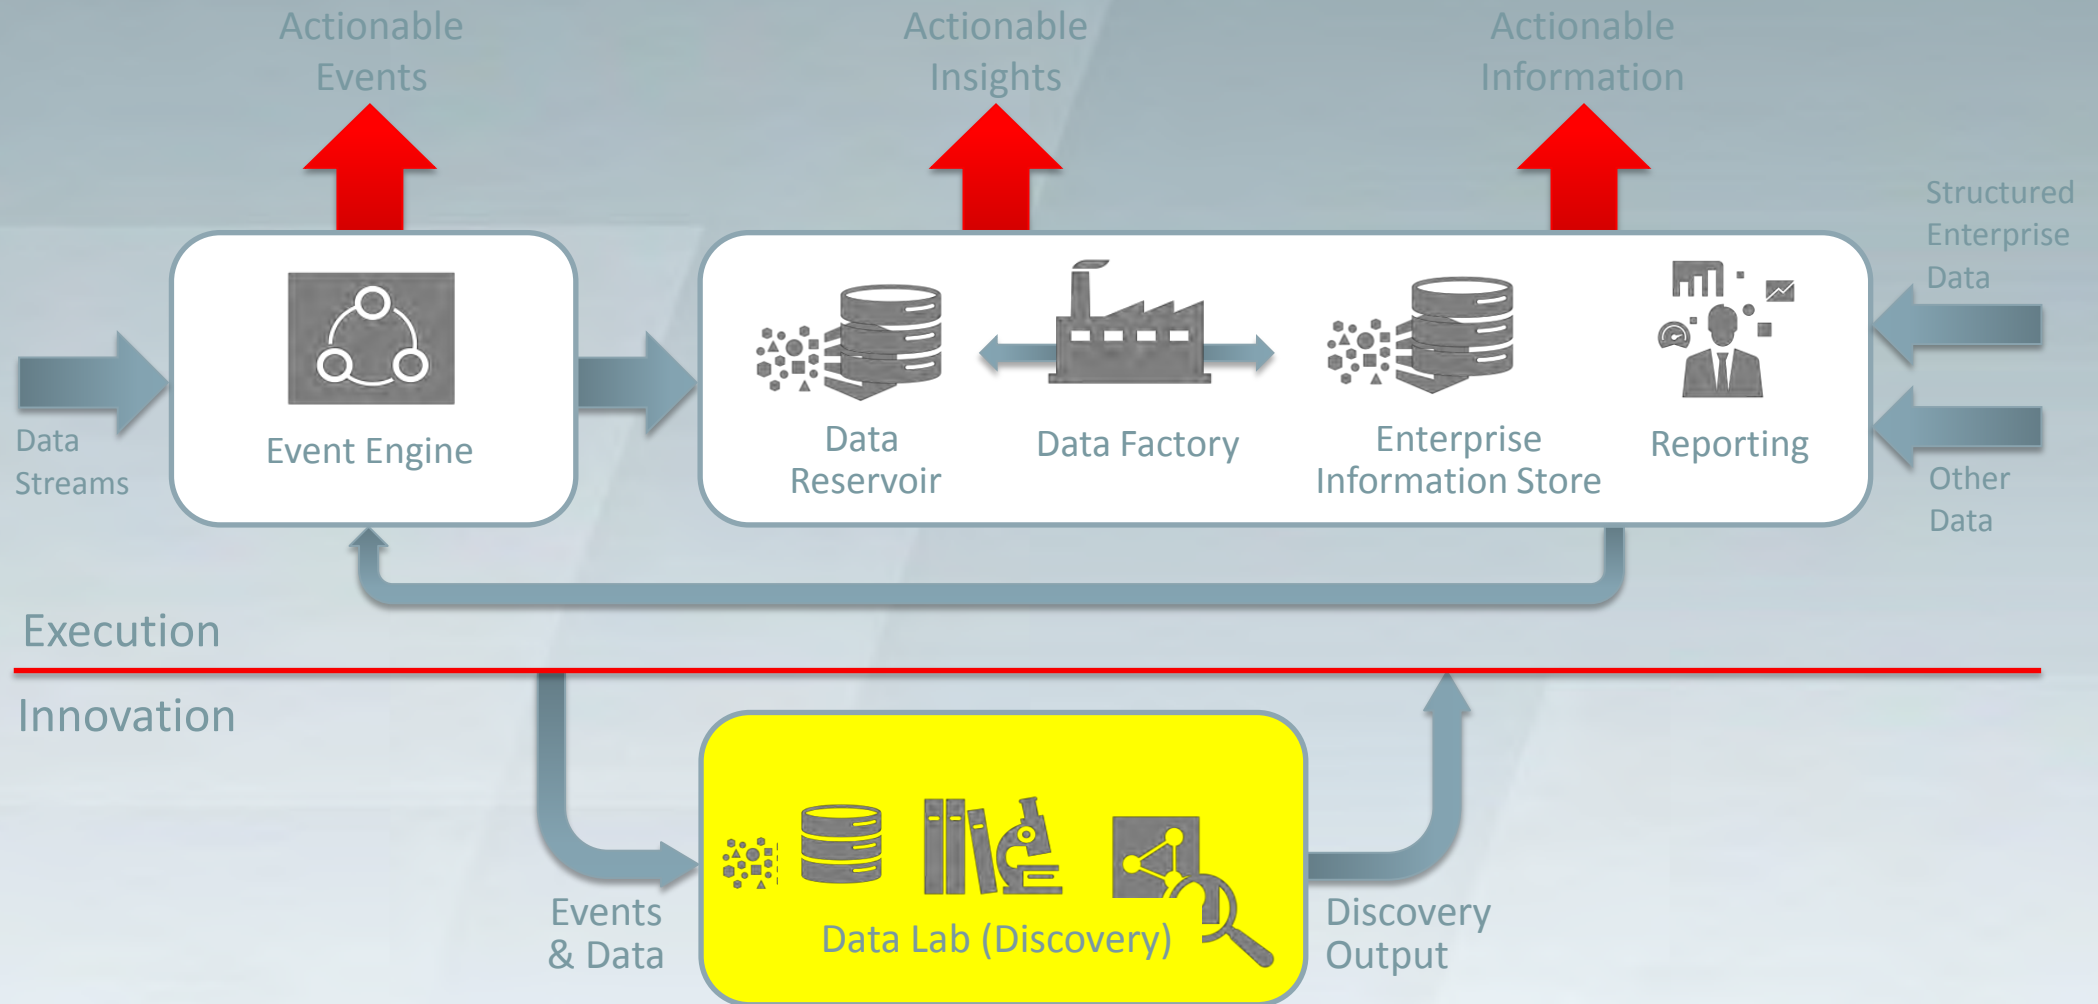 Actionable
Events
Actionable
Insights
Actionable
Information
Structured
Enterprise
Data
Data
Streams
Event Engine
Data
Reservoir
Data Factory
Enterprise
Information Store
Reporting
Other
Data
Execution
Innovation
Events
& Data
Data Lab (Discovery)
Discovery
Output